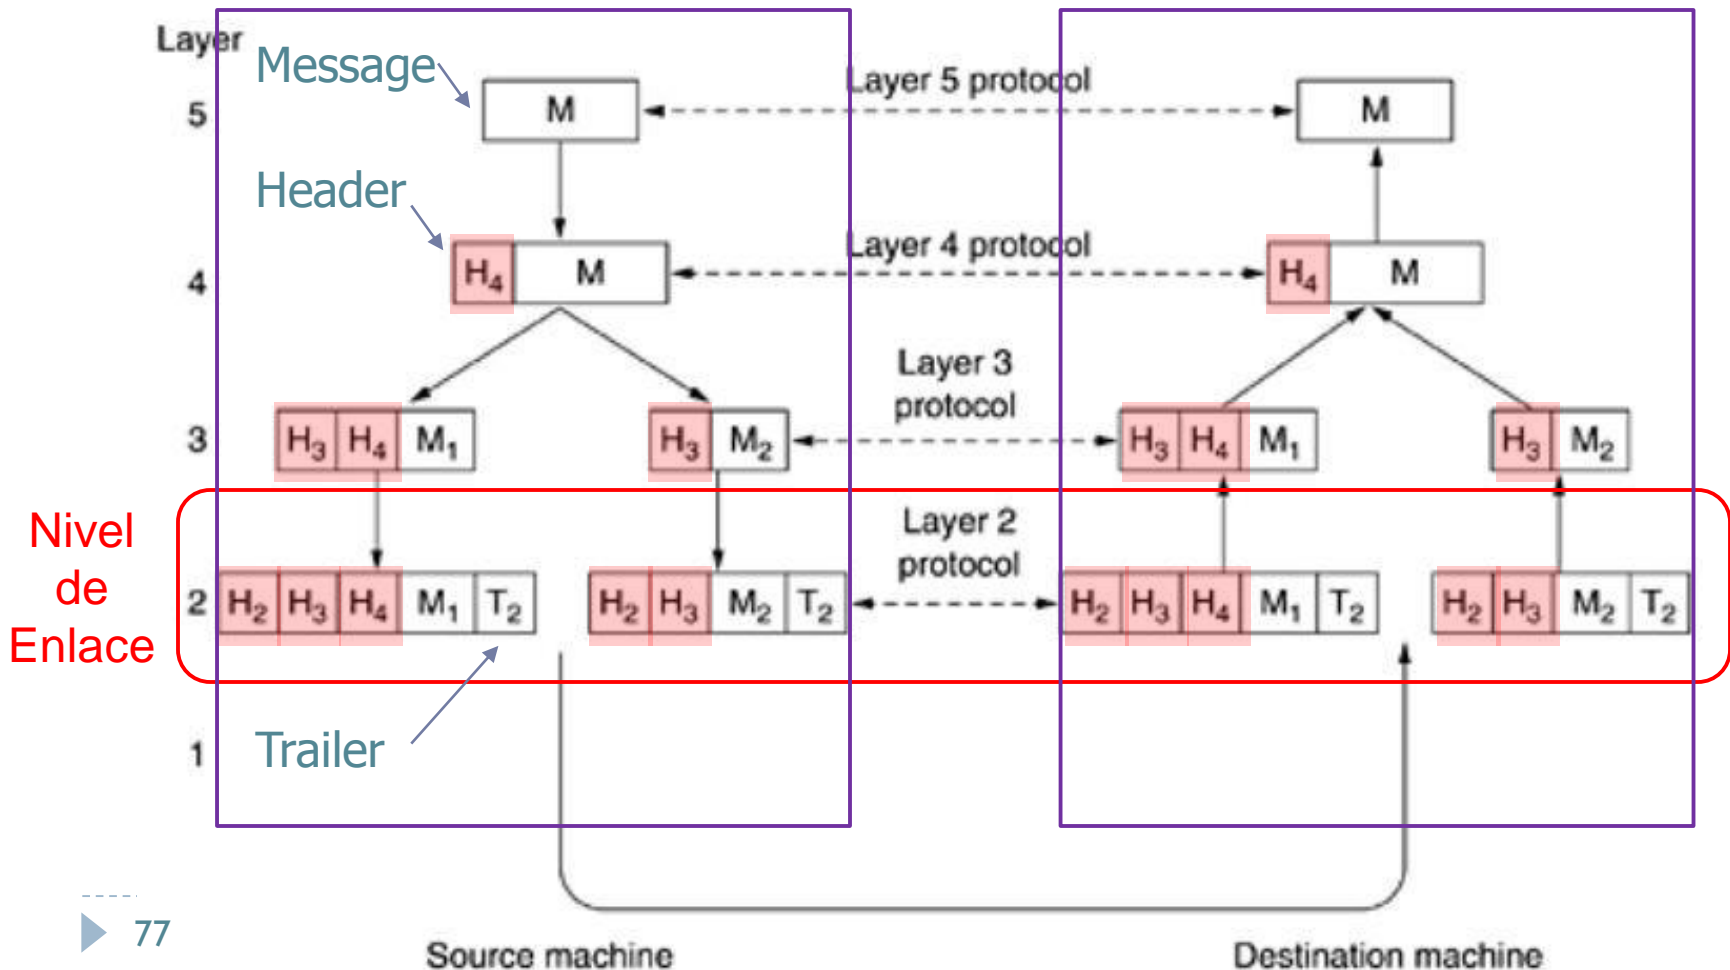 Layer
Message
Layer 5 protocol
5
M
M
Header
Layer 4 protocol
4
H₄ M
H₄ M
Layer 3
protocol
3
H₃ H₄ M₁
H₃ M₂
H₃ H₄ M₁
H₃ M₂
Nivel
de
Enlace
Layer 2
protocol
2
H₂ H₃ H₄ M₁ T₂
H₂ H₃ M₂ T₂
H₂ H₃ H₄ M₁ T₂
H₂ H₃ M₂ T₂
1
Trailer
77
Source machine
Destination machine